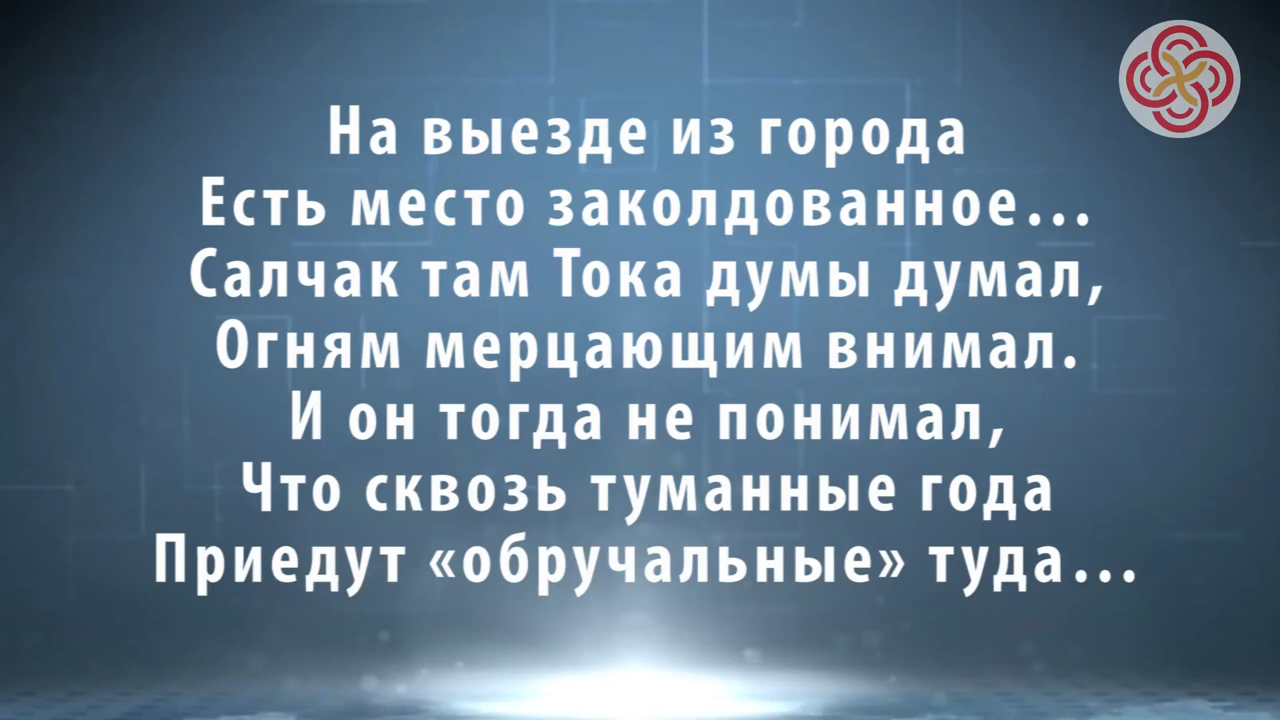 На выезде из города
Есть место заколдованное...
Салчак там Тока думы думал,
Огням мерцающим внимал.
И он тогда не понимал,
Что сквозь туманные года
Приедут «обручальные» туда...